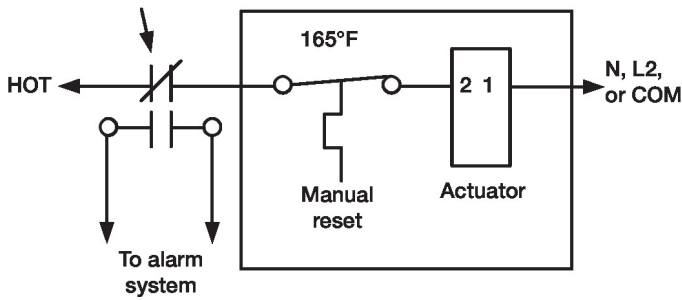 165°F
HOT
2 1
N, L2,
or COM
Manual
reset
Actuator
To alarm
system